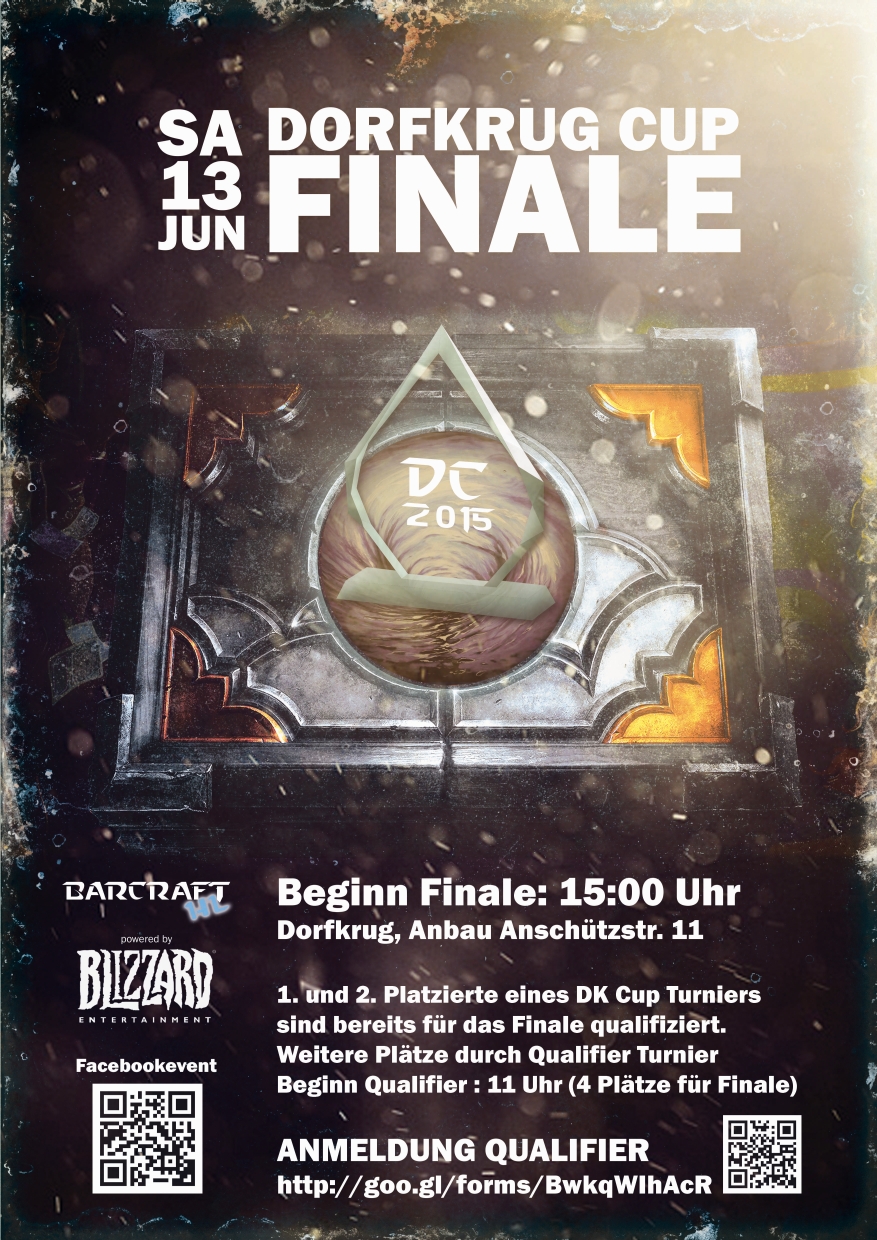 SA
13
JUN
DORFKRUG CUP
FINALE
DC
2015
BARCRAFT
HL
powered by
BLIZZARD
ENTERTAINMENT
Facebookevent
Beginn Finale: 15:00 Uhr
Dorfkrug, Anbau Anschützstr. 11
1. und 2. Platzierte eines DK Cup Turniers
sind bereits für das Finale qualifiziert.
Weitere Plätze durch Qualifier Turnier
Beginn Qualifier : 11 Uhr (4 Plätze für Finale)
ANMELDUNG QUALIFIER
http://goo.gl/forms/BwkqWIhAcR